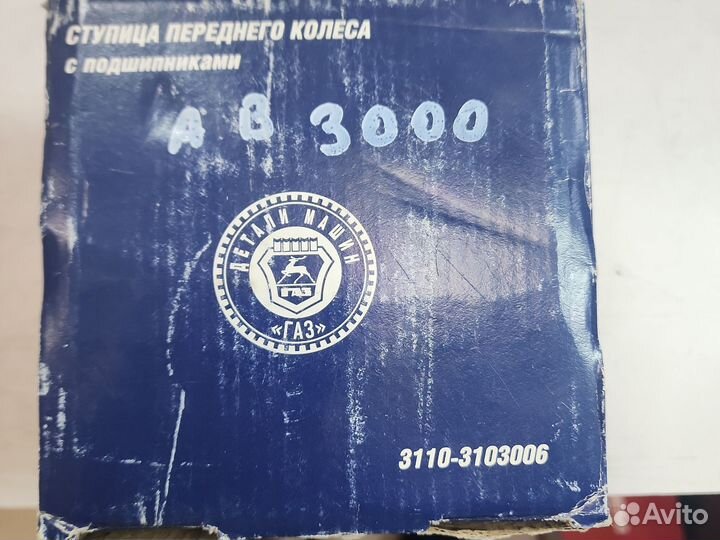 СТУПИЦА ПЕРЕДНЕГО КОЛЕСА
с подшипниками
А В 3000
ДЕТАЛИ МАШИН
ГАЗ
«ГАЗ»
3110-3103006
Avito